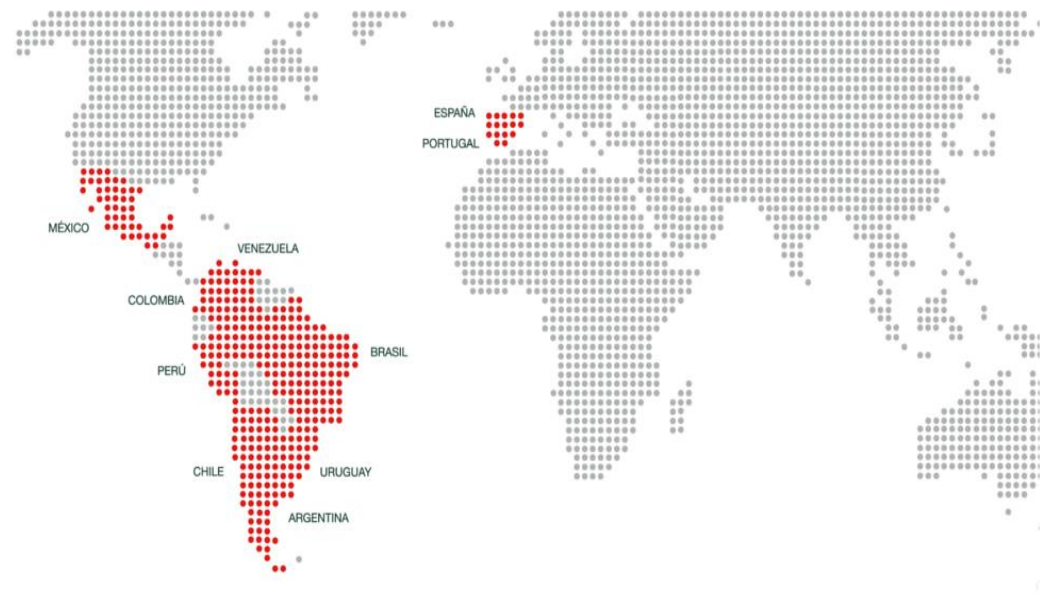 ESPAÑA
PORTUGAL
MÉXICO
VENEZUELA
COLOMBIA
BRASIL
PERÚ
CHILE
URUGUAY
ARGENTINA